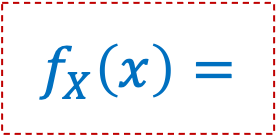 f_X(x) =